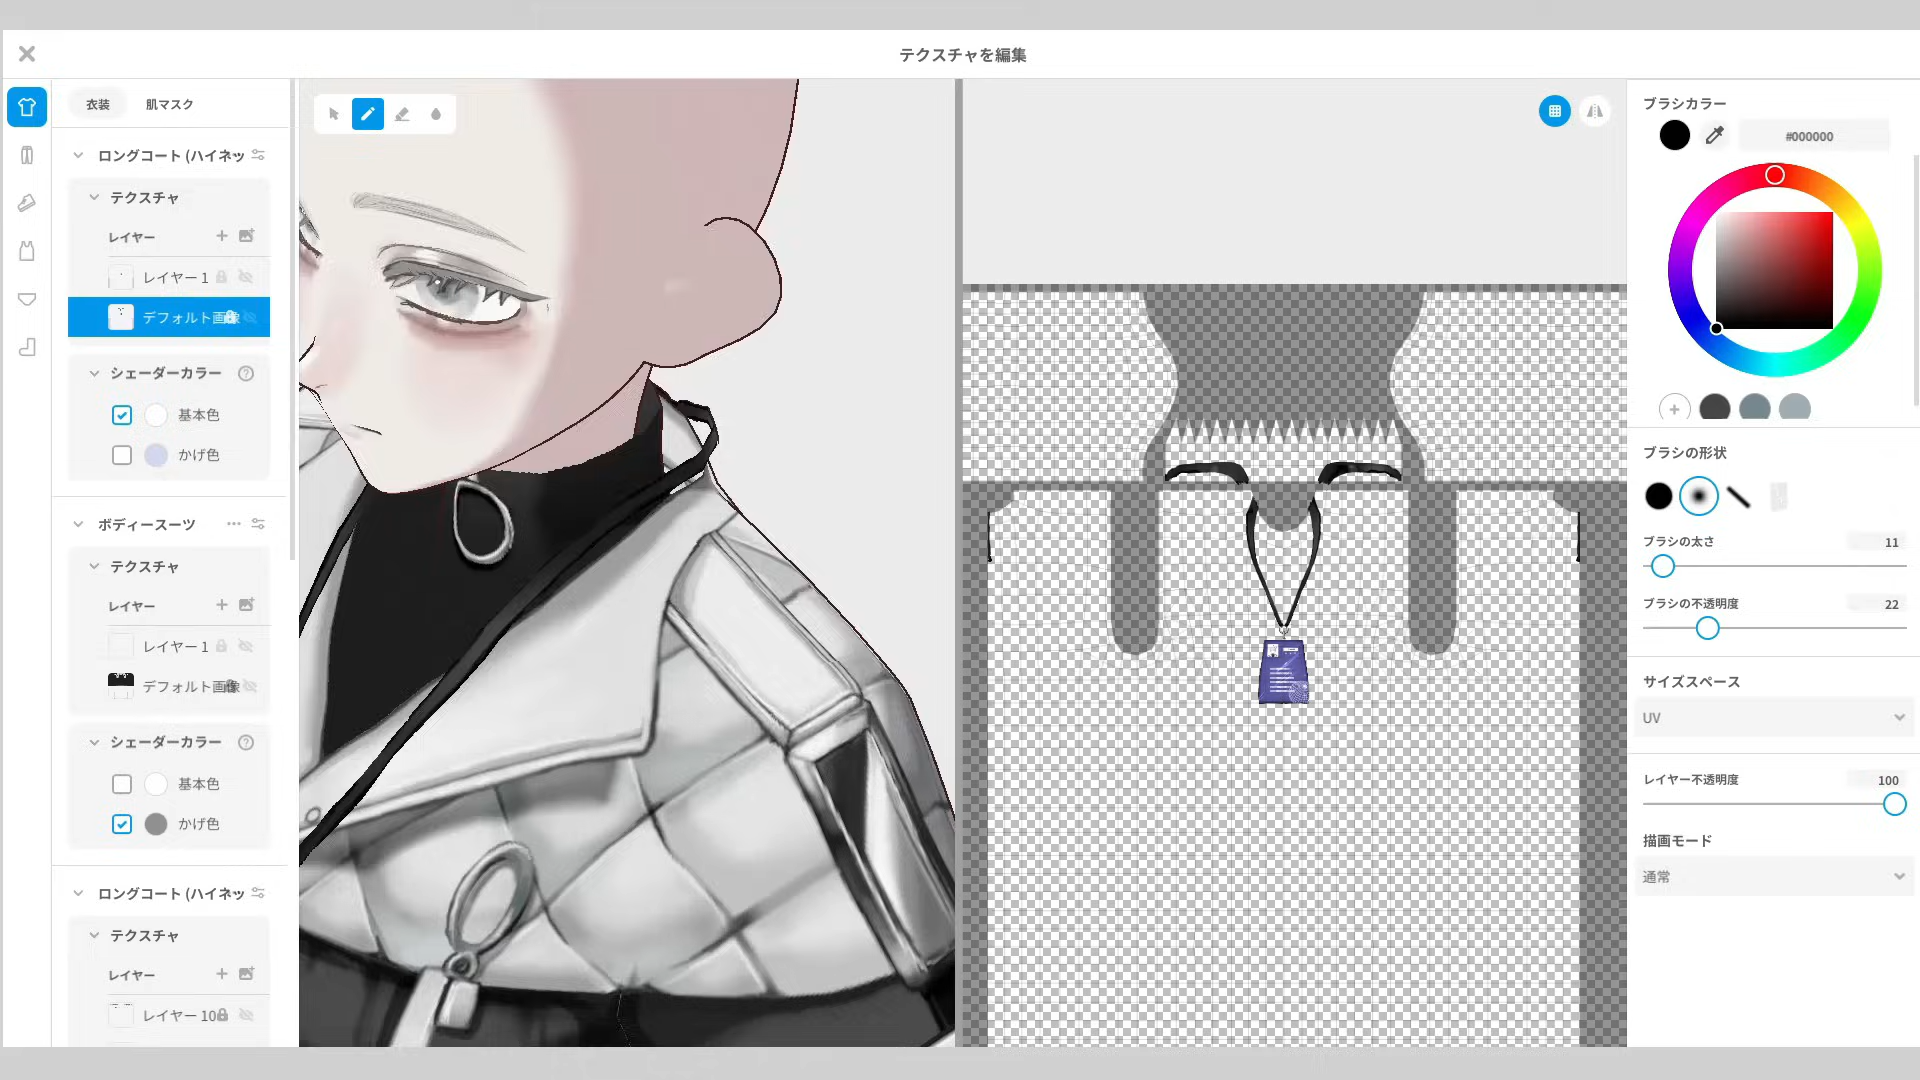 テクスチャを編集
衣装
肌マスク
ロングコート (ハイネッ
テクスチャ
レイヤー
レイヤー 1
デフォルト画像
シェーダーカラー
基本色
かげ色
ボディースーツ
テクスチャ
レイヤー
レイヤー 1
デフォルト画像
シェーダーカラー
基本色
かげ色
ロングコート (ハイネッ
テクスチャ
レイヤー
レイヤー 10
ブラシカラー
#000000
ブラシの形状
ブラシの太さ
11
ブラシの不透明度
22
サイズスペース
UV
レイヤー不透明度
100
描画モード
通常